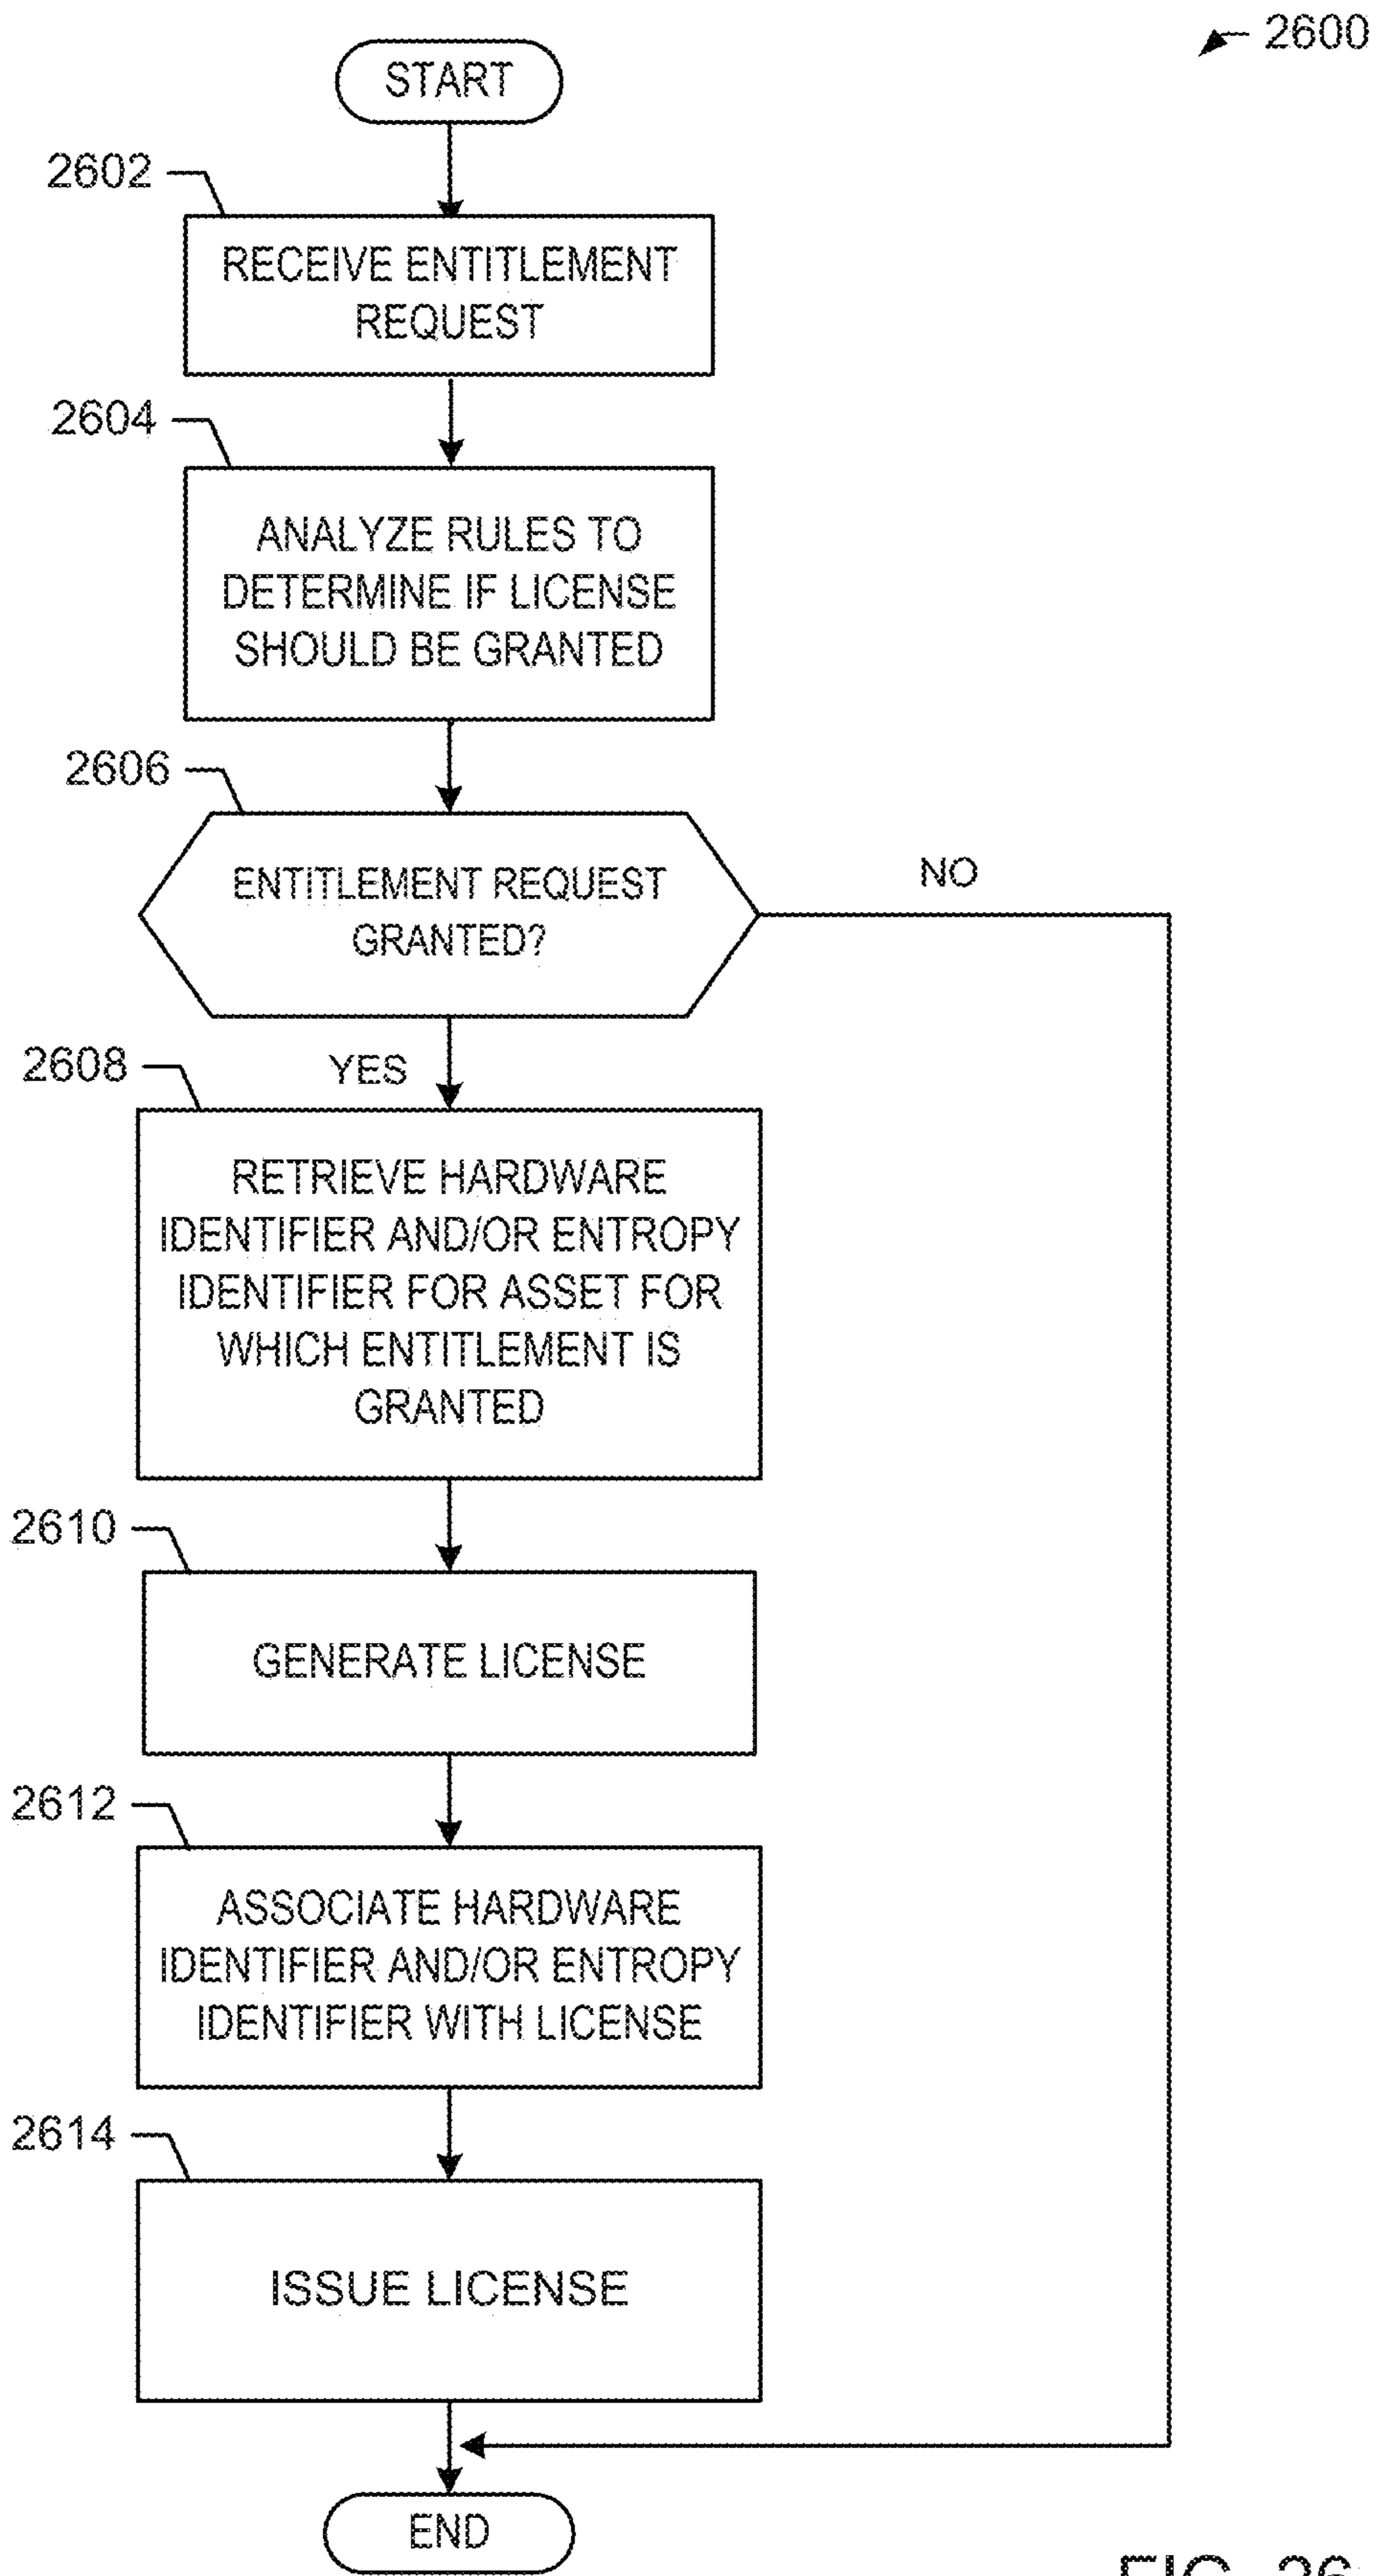 2600
START
2602
RECEIVE ENTITLEMENT
REQUEST
2604
ANALYZE RULES TO
DETERMINE IF LICENSE
SHOULD BE GRANTED
2606
ENTITLEMENT REQUEST
GRANTED?
NO
YES
2608
RETRIEVE HARDWARE
IDENTIFIER AND/OR ENTROPY
IDENTIFIER FOR ASSET FOR
WHICH ENTITLEMENT IS
GRANTED
2610
GENERATE LICENSE
2612
ASSOCIATE HARDWARE
IDENTIFIER AND/OR ENTROPY
IDENTIFIER WITH LICENSE
2614
ISSUE LICENSE
END
FIG. 26